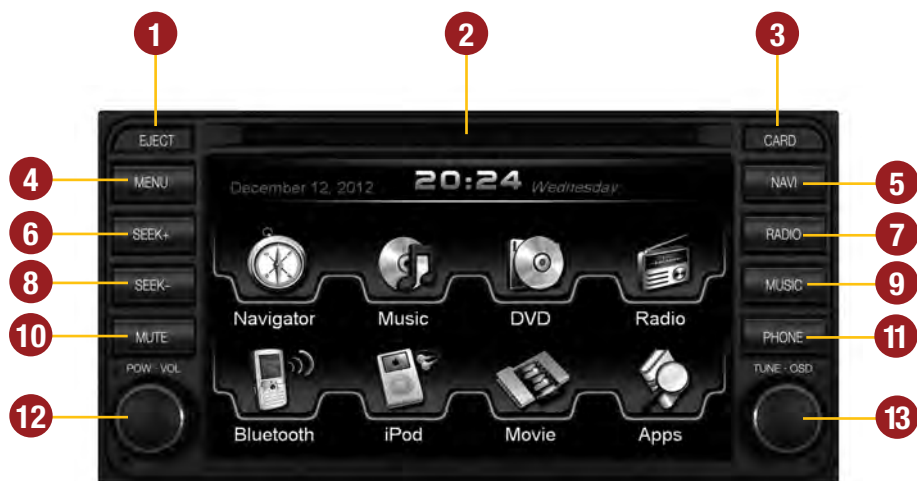 1 2 3
EJECT CARD
4 MENU December 12, 2012 20:24 Wednesday NAVI 5
6 SEEK+ RADIO 7
8 SEEK- MUSIC 9
Navigator Music DVD Radio
10 MUTE PHONE 11
POW · VOL TUNE · OSD
12 13
Bluetooth iPod Movie Apps